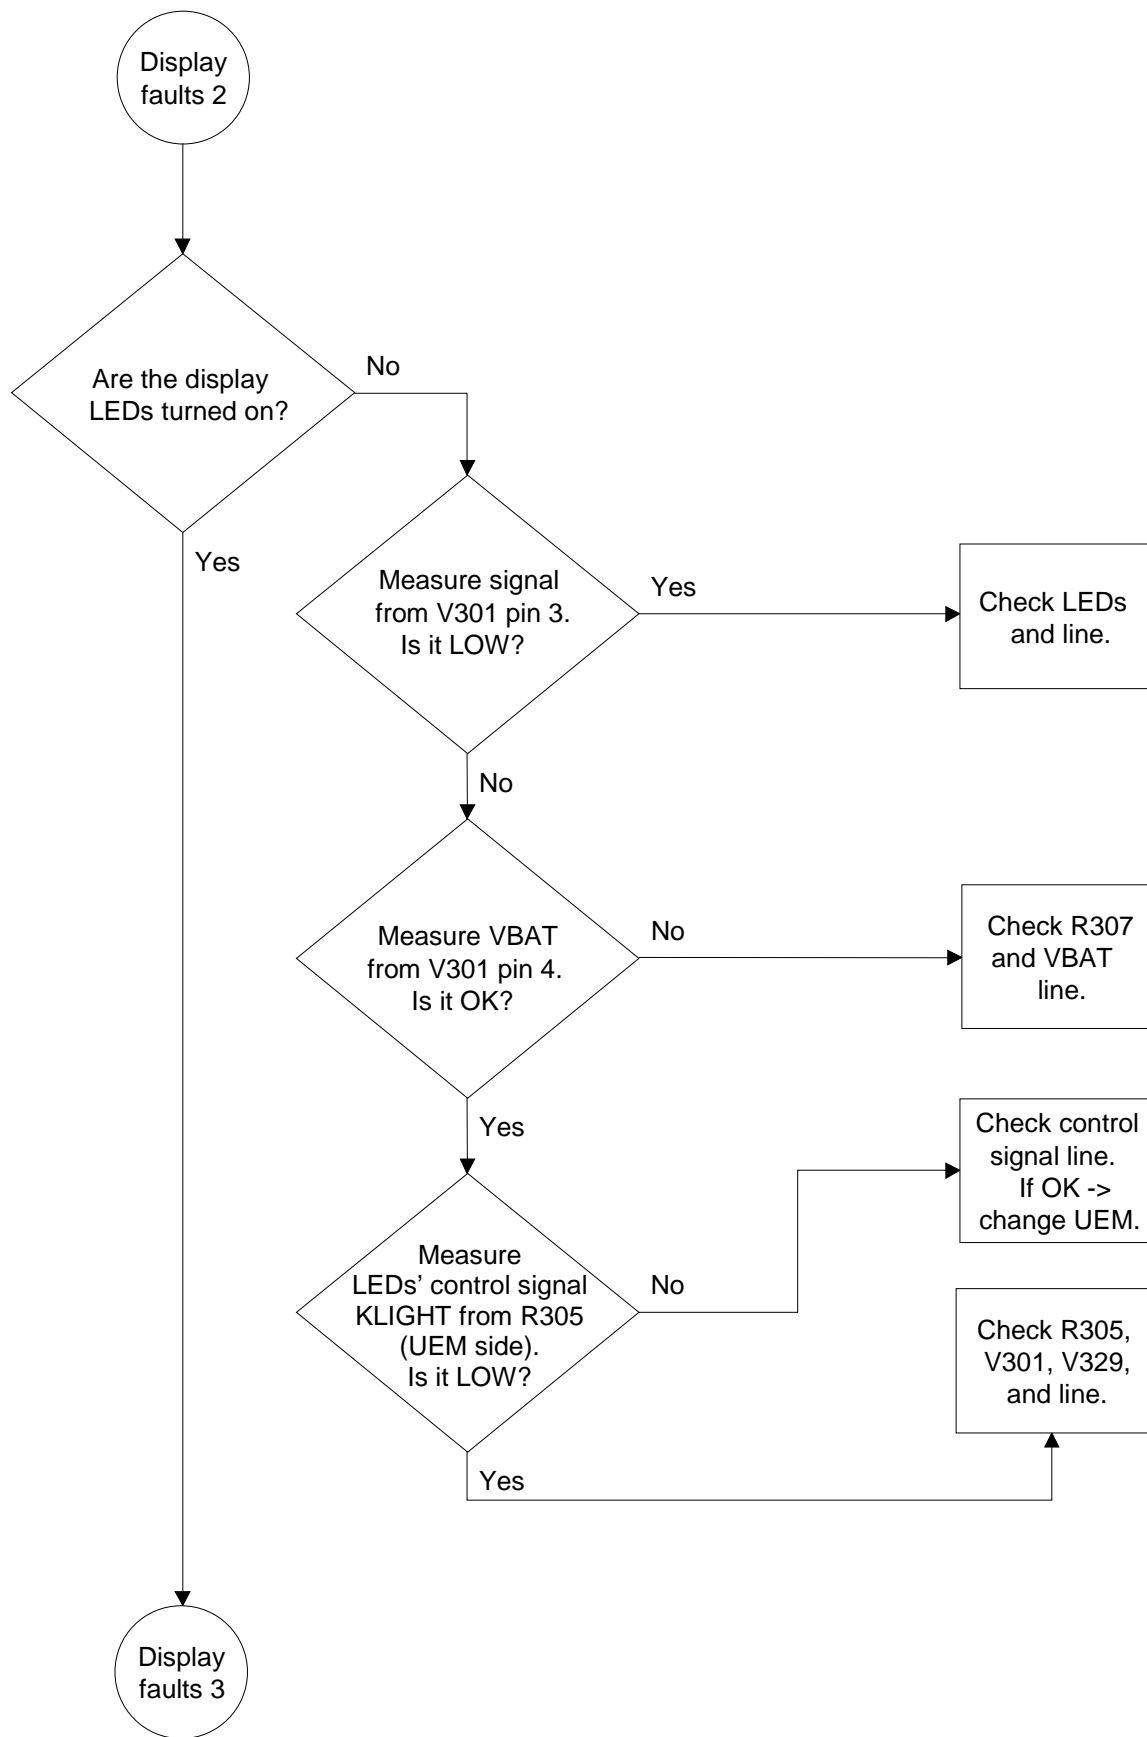 Display
faults 2
Are the display
LEDs turned on?
No
Yes
Measure signal
from V301 pin 3.
Is it LOW?
Yes
Check LEDs
and line.
No
Measure VBAT
from V301 pin 4.
Is it OK?
No
Check R307
and VBAT
line.
Yes
Measure
LEDs’ control signal
KLIGHT from R305
(UEM side).
Is it LOW?
No
Check control
signal line.
If OK ->
change UEM.
Yes
Check R305,
V301, V329,
and line.
Display
faults 3